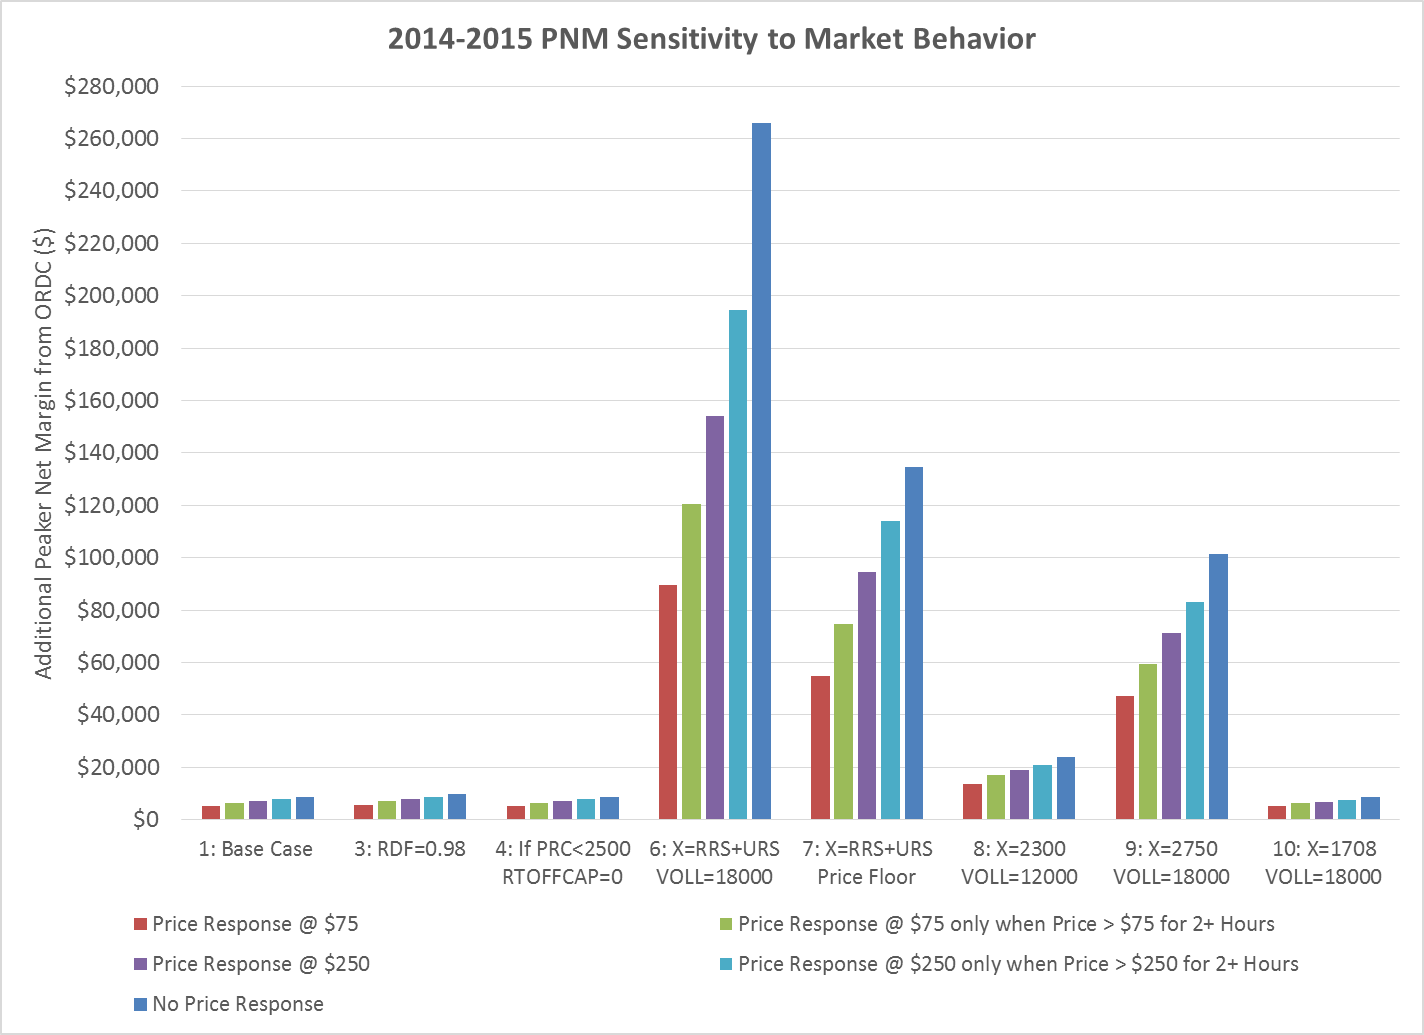 2014-2015 PNM Sensitivity to Market Behavior
Additional Peaker Net Margin from ORDC ($)
$280,000
$260,000
$240,000
$220,000
$200,000
$180,000
$160,000
$140,000
$120,000
$100,000
$80,000
$60,000
$40,000
$20,000
$0
1: Base Case
3: RDF=0.98
4: If PRC<2500
RTOFFCAP=0
6: X=RRS+URS
VOLL=18000
7: X=RRS+URS
Price Floor
8: X=2300
VOLL=12000
9: X=2750
VOLL=18000
10: X=1708
VOLL=18000
Price Response @ $75
Price Response @ $75 only when Price > $75 for 2+ Hours
Price Response @ $250
Price Response @ $250 only when Price > $250 for 2+ Hours
No Price Response